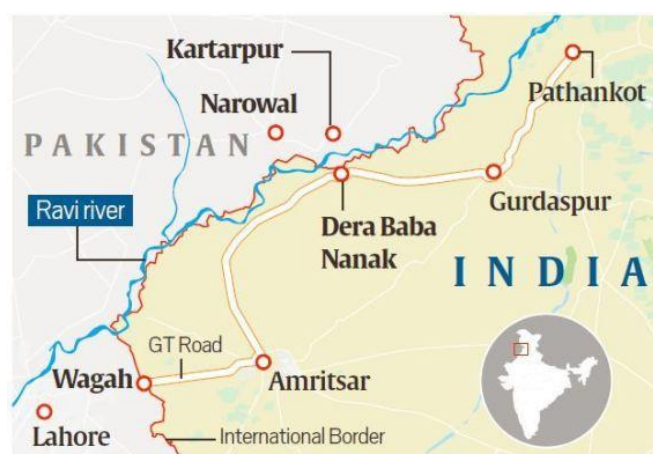 Kartarpur
Pathankot
Narowal
PAKISTAN
Ravi river
Gurdaspur
Dera Baba
Nanak
INDIA
GT Road
Wagah
Amritsar
Lahore
International Border